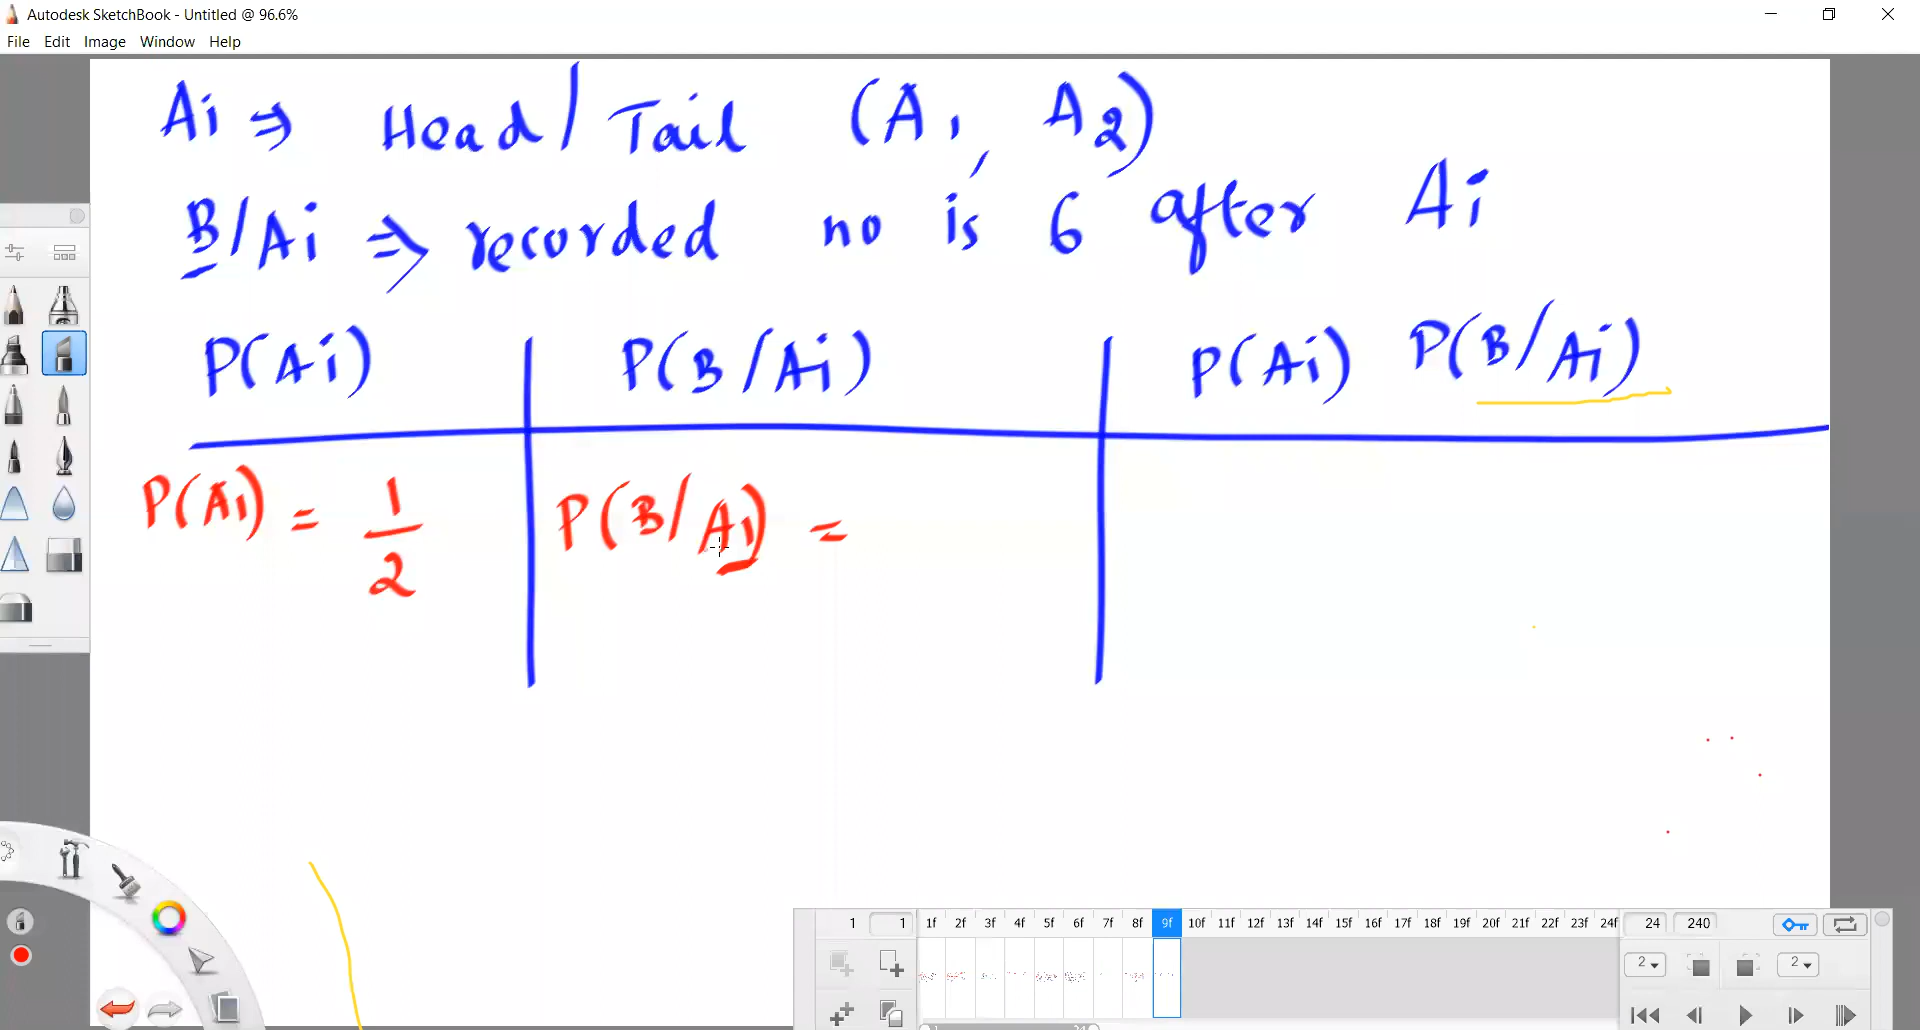 Autodesk SketchBook - Untitled @ 96.6%
File Edit Image Window Help
Ai ⇒ Head/Tail (A1, A2)
B/Ai ⇒ recorded no is 6 after Ai
P(Ai) P(B/Ai) P(Ai) P(B/Ai)
P(A1) = 1/2 P(B/A1) =
1 1 1f 2f 3f 4f 5f 6f 7f 8f 9f 10f 11f 12f 13f 14f 15f 16f 17f 18f 19f 20f 21f 22f 23f 24f 24 240
2 2